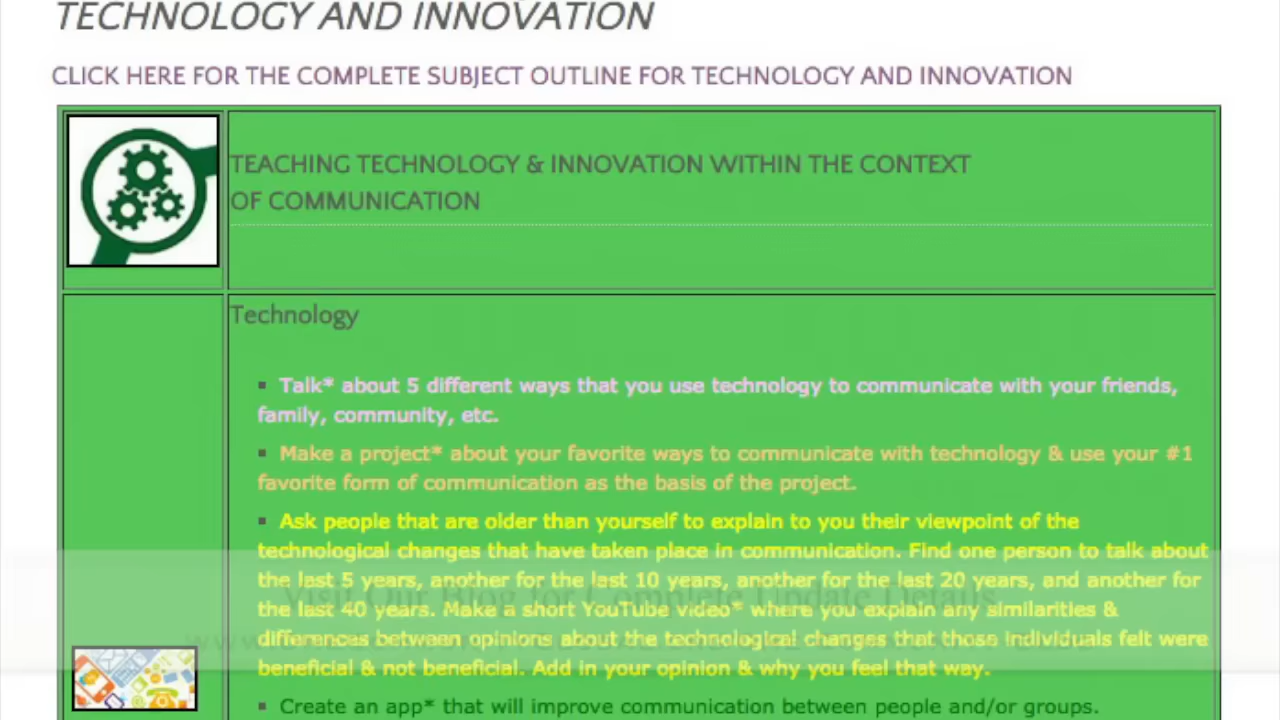 TECHNOLOGY AND INNOVATION
CLICK HERE FOR THE COMPLETE SUBJECT OUTLINE FOR TECHNOLOGY AND INNOVATION
TEACHING TECHNOLOGY & INNOVATION WITHIN THE CONTEXT
OF COMMUNICATION
Technology
▪ Talk* about 5 different ways that you use technology to communicate with your friends,
family, community, etc.
▪ Make a project* about your favorite ways to communicate with technology & use your #1
favorite form of communication as the basis of the project.
▪ Ask people that are older than yourself to explain to you their viewpoint of the
technological changes that have taken place in communication. Find one person to talk about
the last 5 years, another for the last 10 years, another for the last 20 years, and another for
Visit Our Blog for Complete Update Details
the last 40 years. Make a short YouTube video* where you explain any similarities &
differences between opinions about the technological changes that those individuals felt were
beneficial & not beneficial. Add in your opinion & why you feel that way.
▪ Create an app* that will improve communication between people and/or groups.